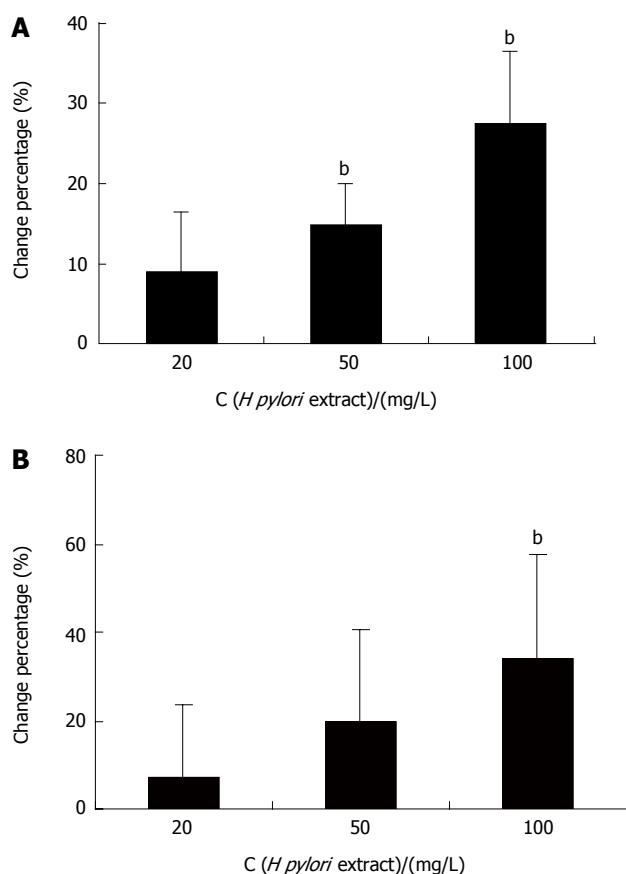 A
Change percentage (%)
40
30
20
10
0
b
b
20 50 100
C (H pylori extract)/(mg/L)
B
Change percentage (%)
80
60
40
20
0
b
20 50 100
C (H pylori extract)/(mg/L)